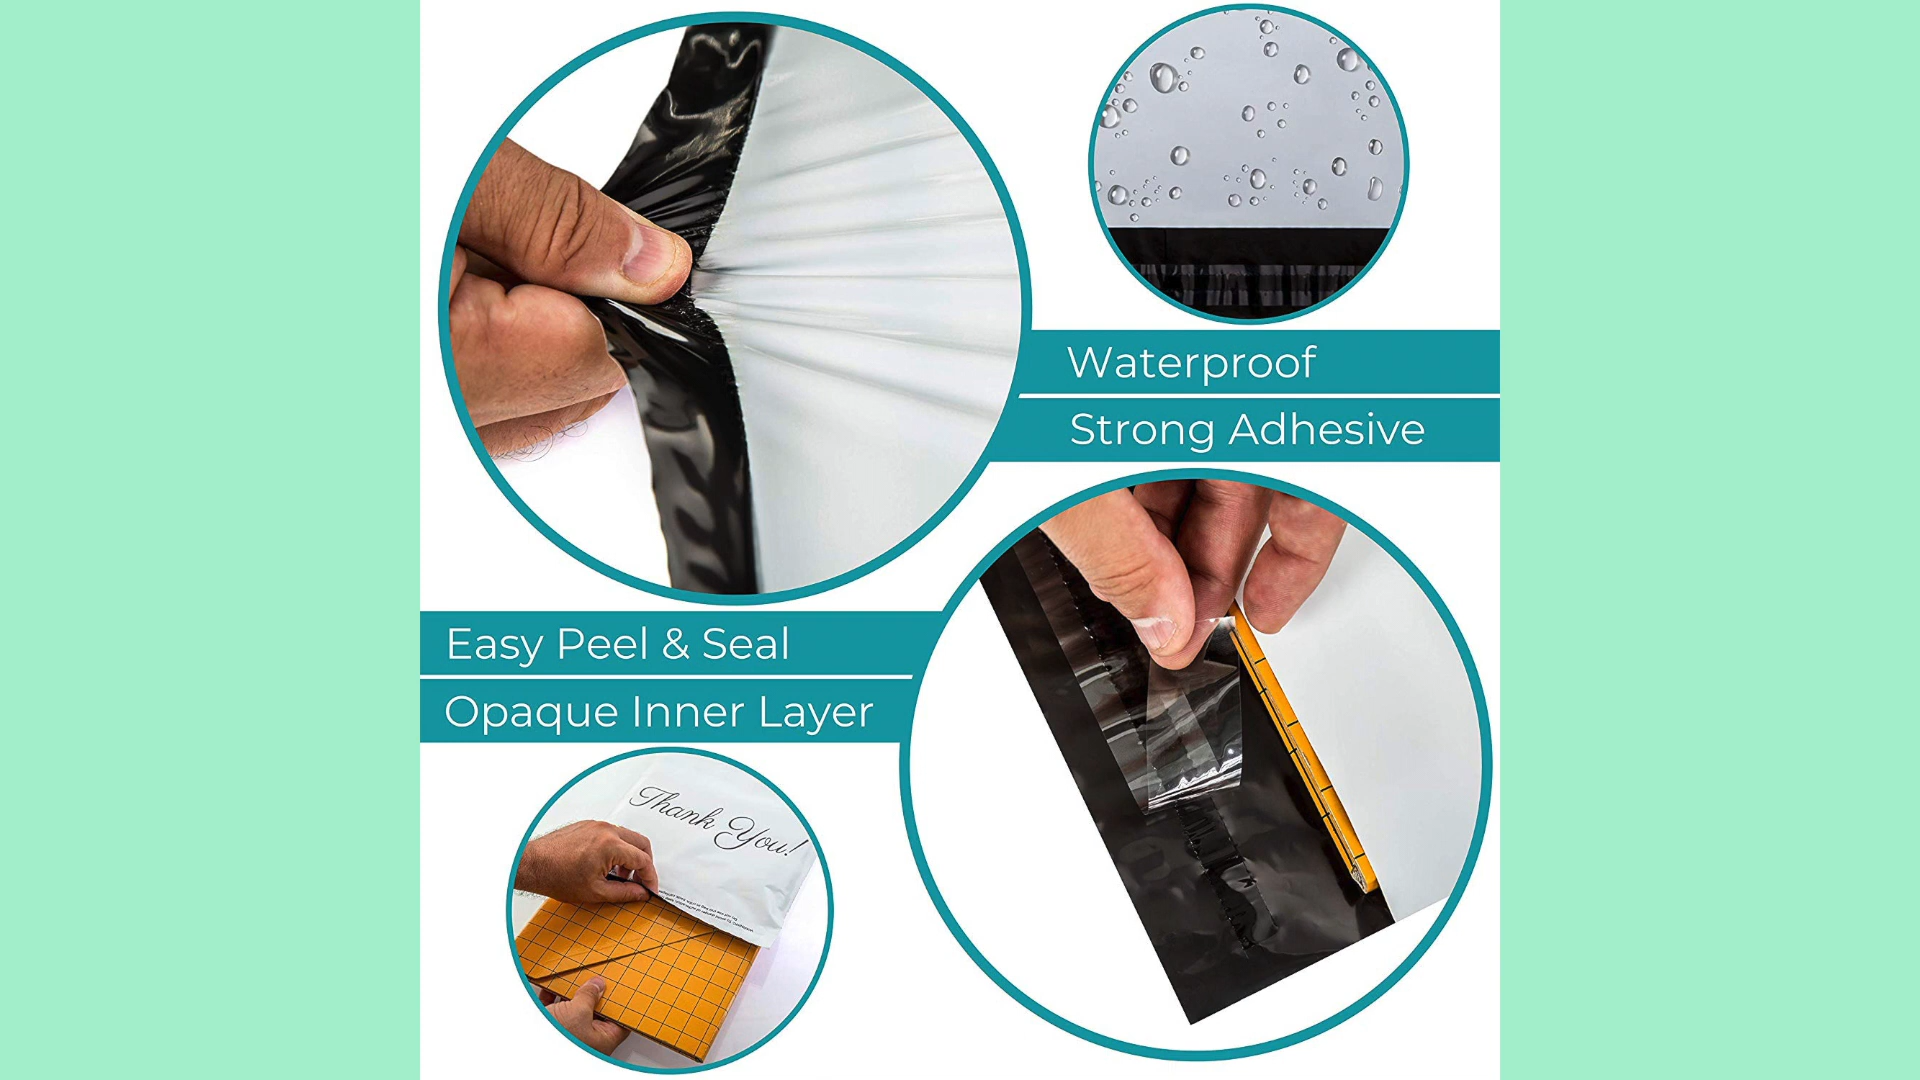 Waterproof
Strong Adhesive
Easy Peel & Seal
Opaque Inner Layer
Thank You!